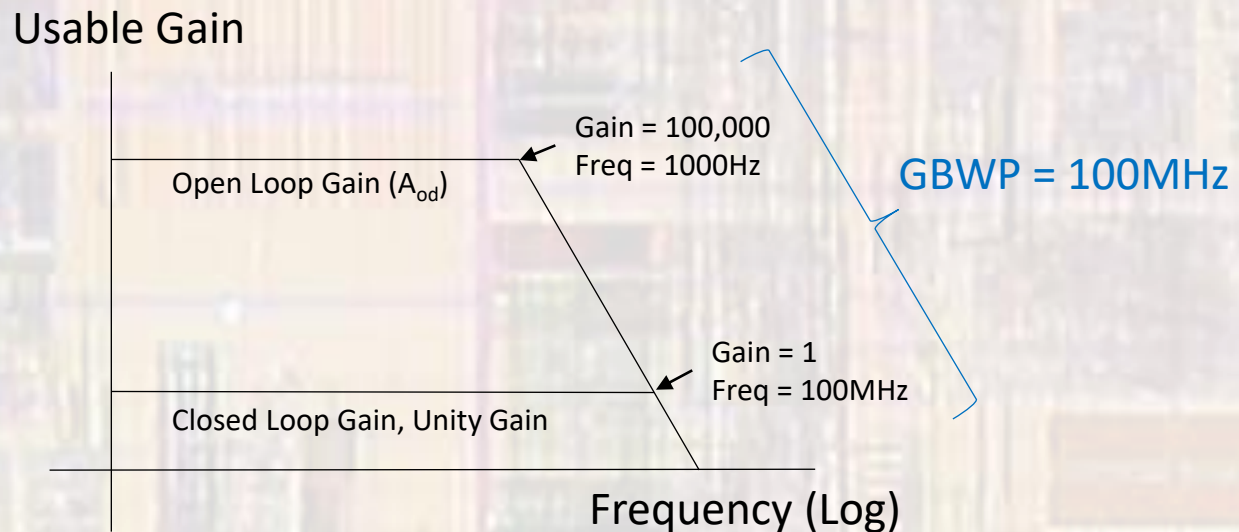 Usable Gain
Gain = 100,000
Freq = 1000Hz
Open Loop Gain (Aod)
GBWP = 100MHz
Gain = 1
Freq = 100MHz
Closed Loop Gain, Unity Gain
Frequency (Log)